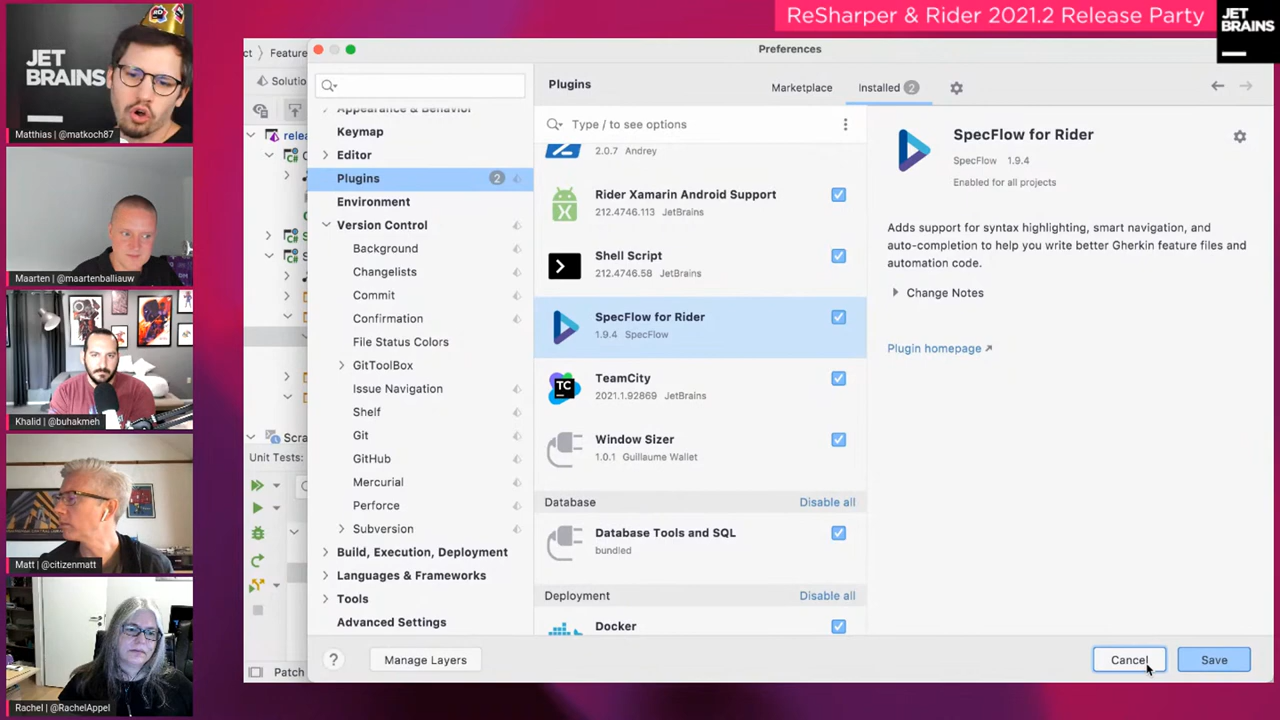 ReSharper & Rider 2021.2 Release Party
JET
BRAINS
JET
BRAINS
Matthias | @matkoch87
Maarten | @maartenballiauw
Khalid | @buhakmeh
Matt | @citizenmatt
Rachel | @RachelAppel
ct
Feature
Solutio
relea
Scra
Unit Tests:
Patch
Preferences
Appearance & Behavior
Keymap
Editor
Plugins
2
Environment
Version Control
Background
Changelists
Commit
Confirmation
File Status Colors
GitToolBox
Issue Navigation
Shelf
Git
GitHub
Mercurial
Perforce
Subversion
Build, Execution, Deployment
Languages & Frameworks
Tools
Advanced Settings
?
Manage Layers
Plugins
Marketplace
Installed 2
Type / to see options
2.0.7 Andrey
Rider Xamarin Android Support
212.4746.113 JetBrains
Shell Script
212.4746.58 JetBrains
SpecFlow for Rider
1.9.4 SpecFlow
TC
TeamCity
2021.1.92869 JetBrains
Window Sizer
1.0.1 Guillaume Wallet
Database
Disable all
Database Tools and SQL
bundled
Deployment
Disable all
Docker
SpecFlow for Rider
SpecFlow 1.9.4
Enabled for all projects
Adds support for syntax highlighting, smart navigation, and
auto-completion to help you write better Gherkin feature files and
automation code.
Change Notes
Plugin homepage ↗
Cancel
Save